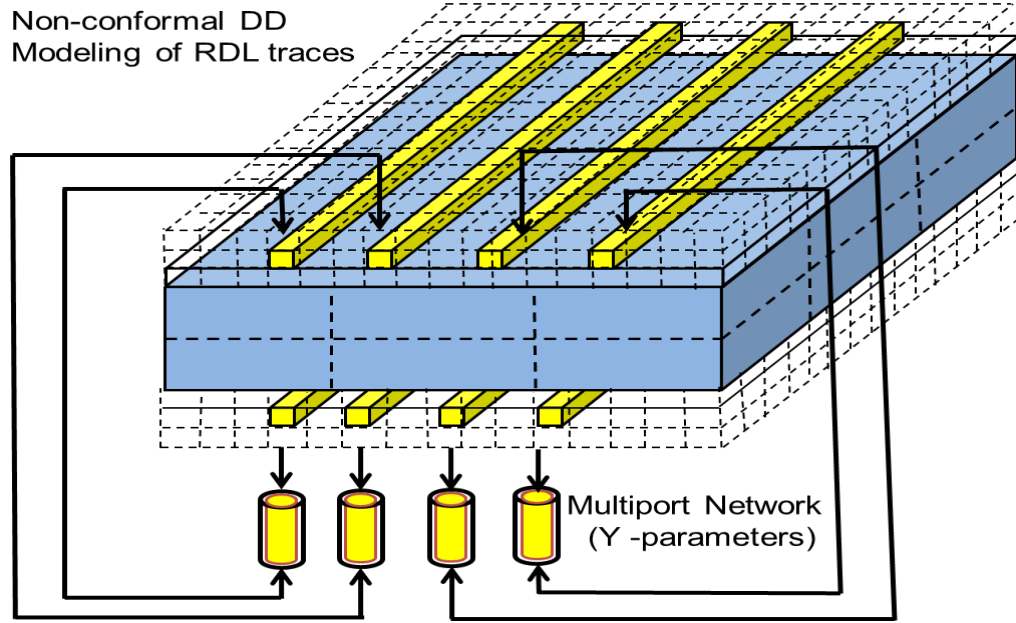 Non-conformal DD
Modeling of RDL traces
Multiport Network
(Y -parameters)